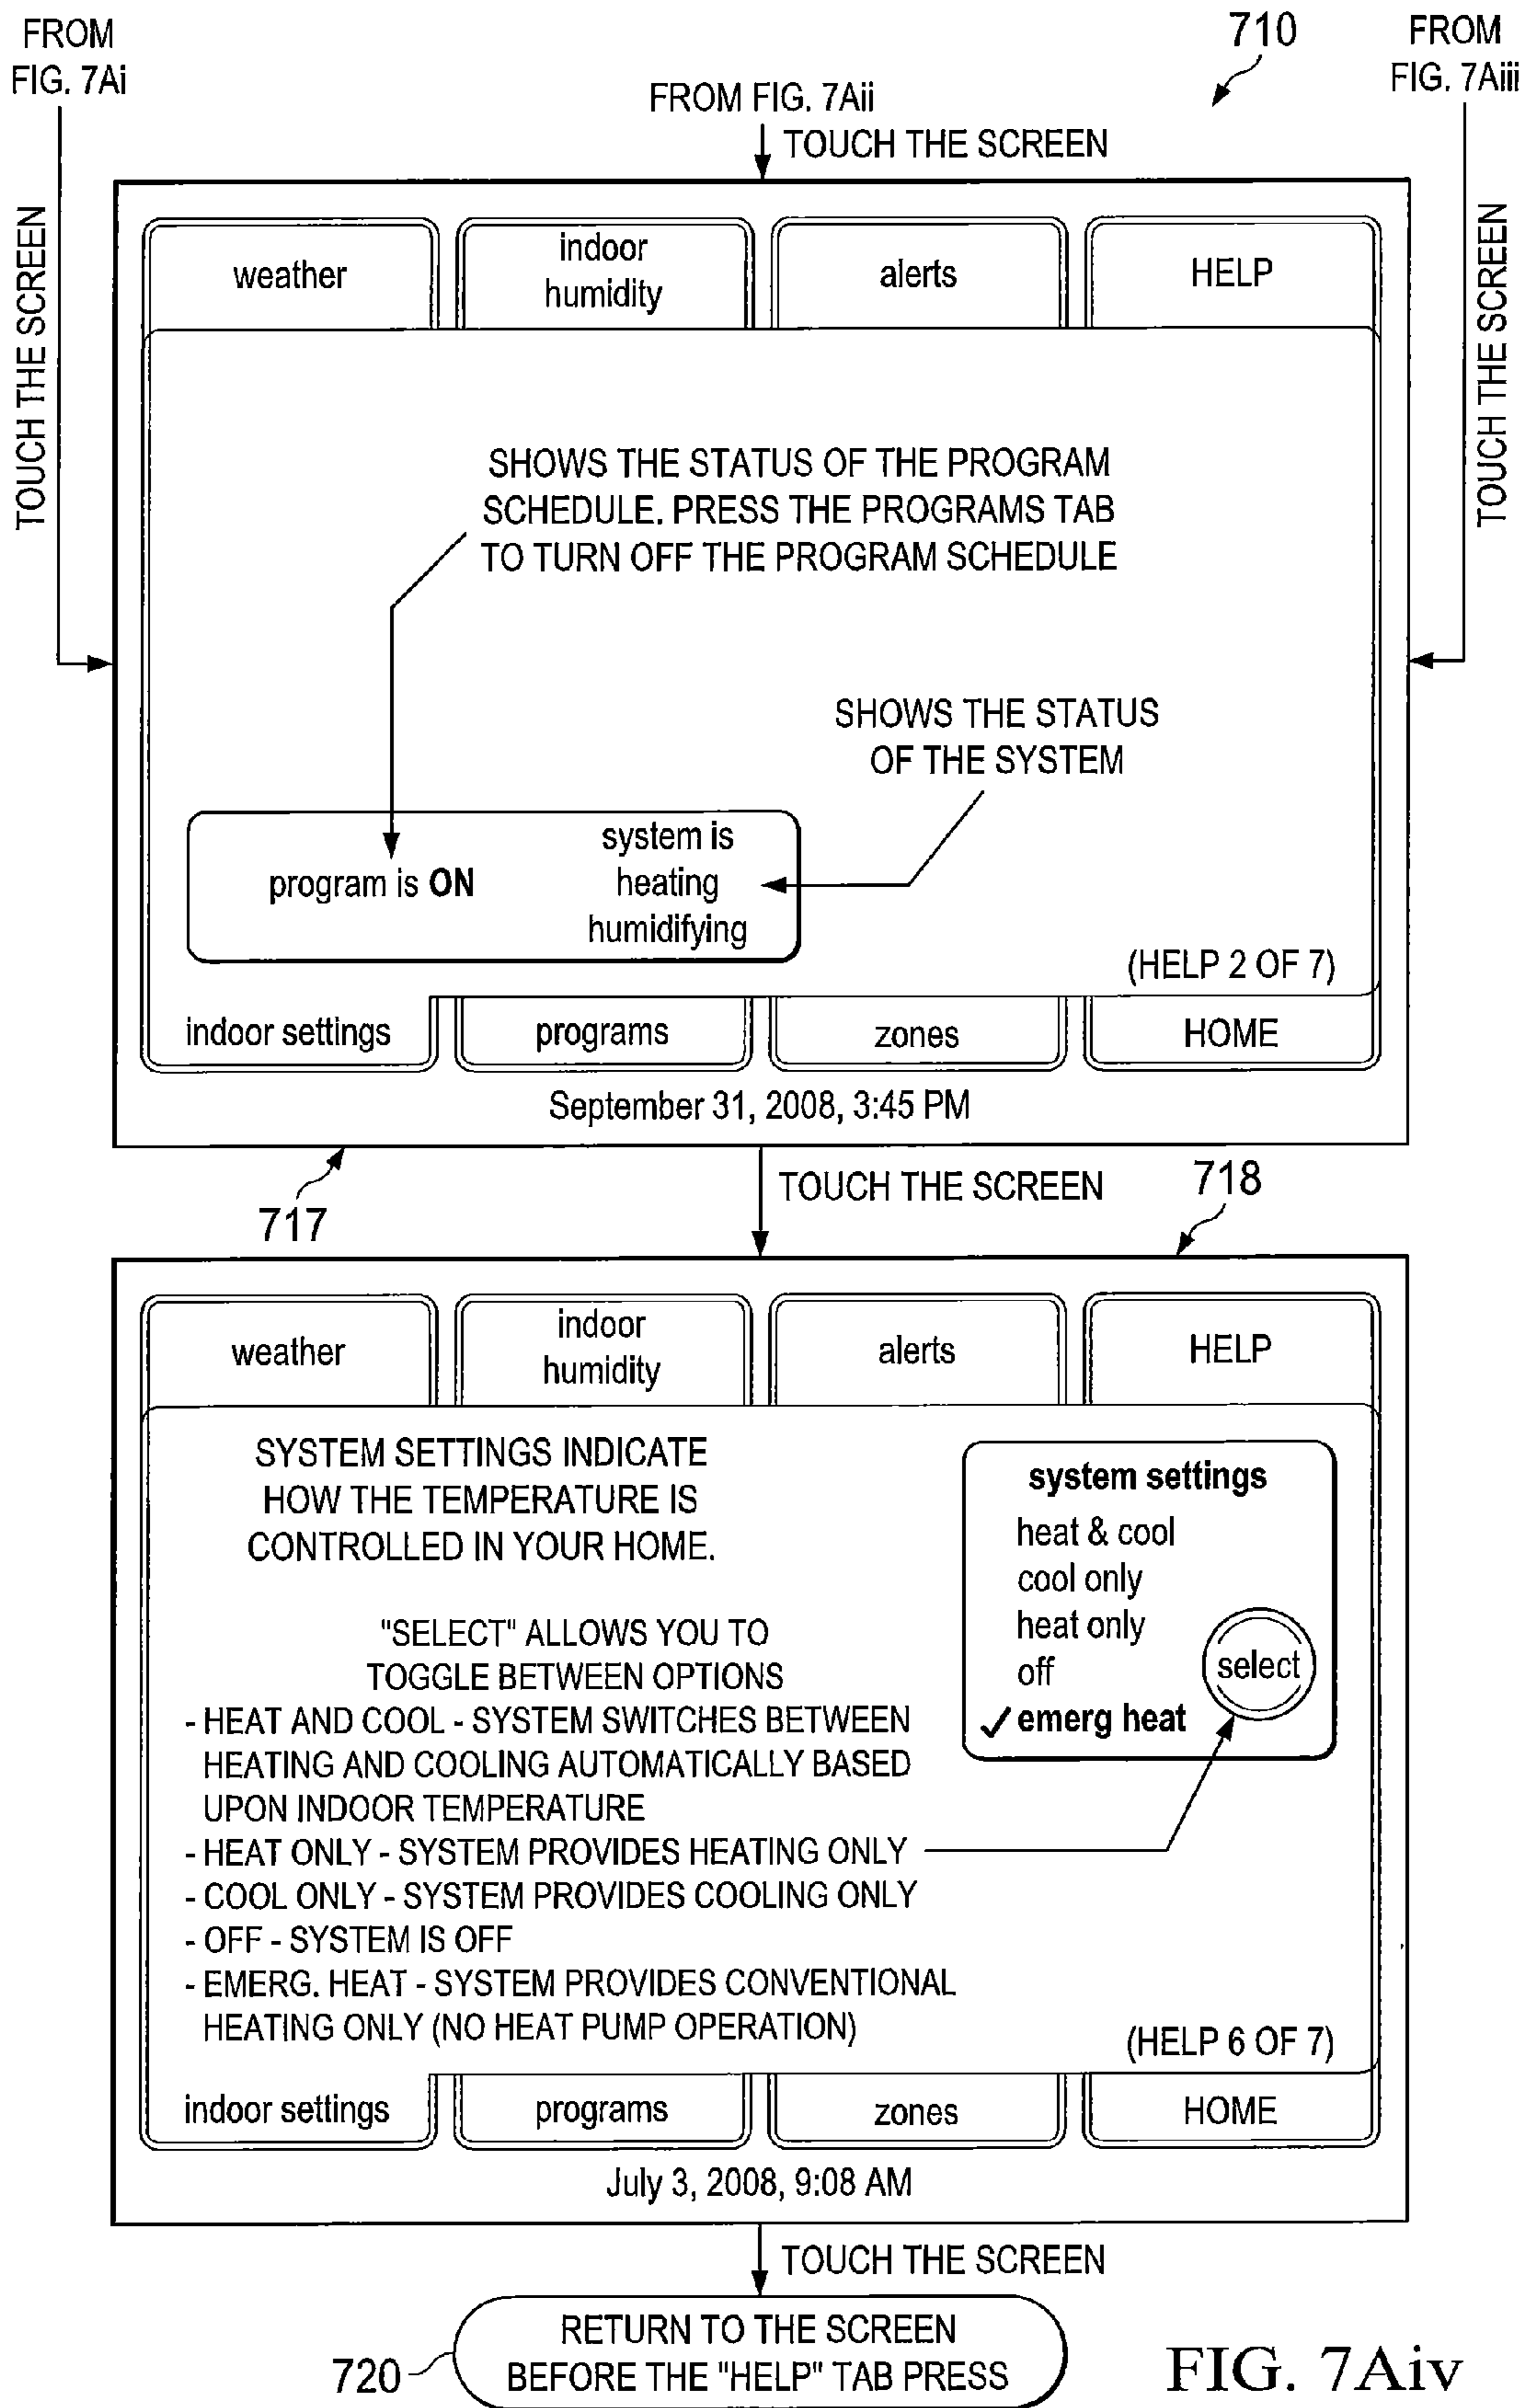 FROM
FIG. 7Ai
FROM FIG. 7Aii
TOUCH THE SCREEN
710
FROM
FIG. 7Aiii
TOUCH THE SCREEN
TOUCH THE SCREEN
weather
indoor
humidity
alerts
HELP
SHOWS THE STATUS OF THE PROGRAM
SCHEDULE. PRESS THE PROGRAMS TAB
TO TURN OFF THE PROGRAM SCHEDULE
SHOWS THE STATUS
OF THE SYSTEM
program is ON
system is
heating
humidifying
(HELP 2 OF 7)
indoor settings
programs
zones
HOME
September 31, 2008, 3:45 PM
717
TOUCH THE SCREEN
718
weather
indoor
humidity
alerts
HELP
SYSTEM SETTINGS INDICATE
HOW THE TEMPERATURE IS
CONTROLLED IN YOUR HOME.
"SELECT" ALLOWS YOU TO
TOGGLE BETWEEN OPTIONS
- HEAT AND COOL - SYSTEM SWITCHES BETWEEN
HEATING AND COOLING AUTOMATICALLY BASED
UPON INDOOR TEMPERATURE
- HEAT ONLY - SYSTEM PROVIDES HEATING ONLY
- COOL ONLY - SYSTEM PROVIDES COOLING ONLY
- OFF - SYSTEM IS OFF
- EMERG. HEAT - SYSTEM PROVIDES CONVENTIONAL
HEATING ONLY (NO HEAT PUMP OPERATION)
system settings
heat & cool
cool only
heat only
off
✓ emerg heat
select
(HELP 6 OF 7)
indoor settings
programs
zones
HOME
July 3, 2008, 9:08 AM
TOUCH THE SCREEN
720
RETURN TO THE SCREEN
BEFORE THE "HELP" TAB PRESS
FIG. 7Aiv